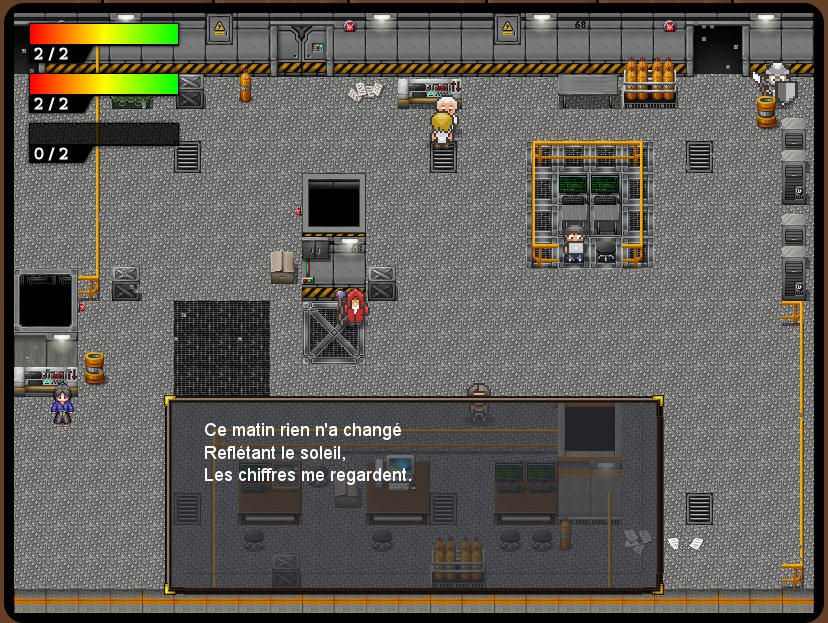 68
2 / 2
2 / 2
0 / 2
Ce matin rien n'a changé
Reflétant le soleil,
Les chiffres me regardent.